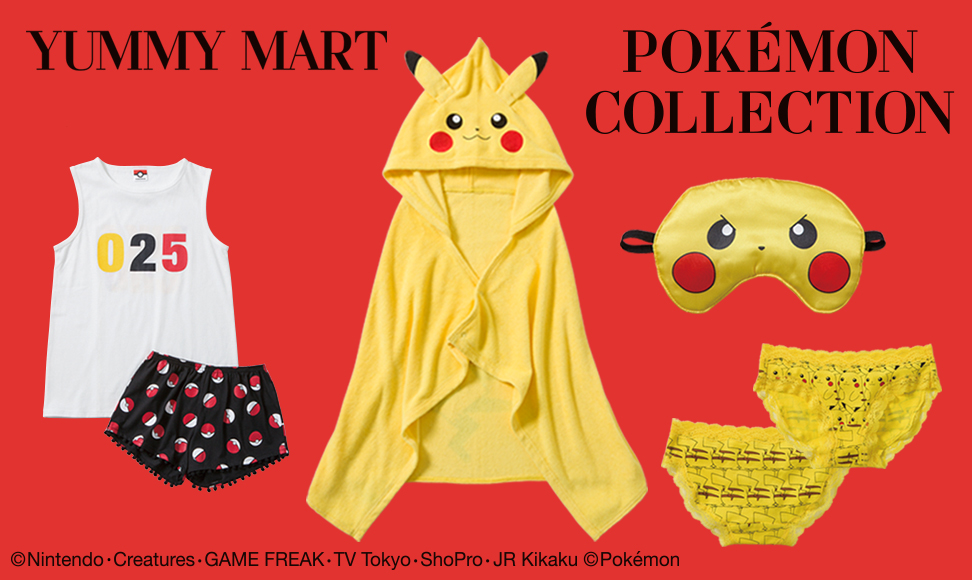 YUMMY MART
POKÉMON
COLLECTION
025
©Nintendo・Creatures・GAME FREAK・TV Tokyo・ShoPro・JR Kikaku ©Pokémon